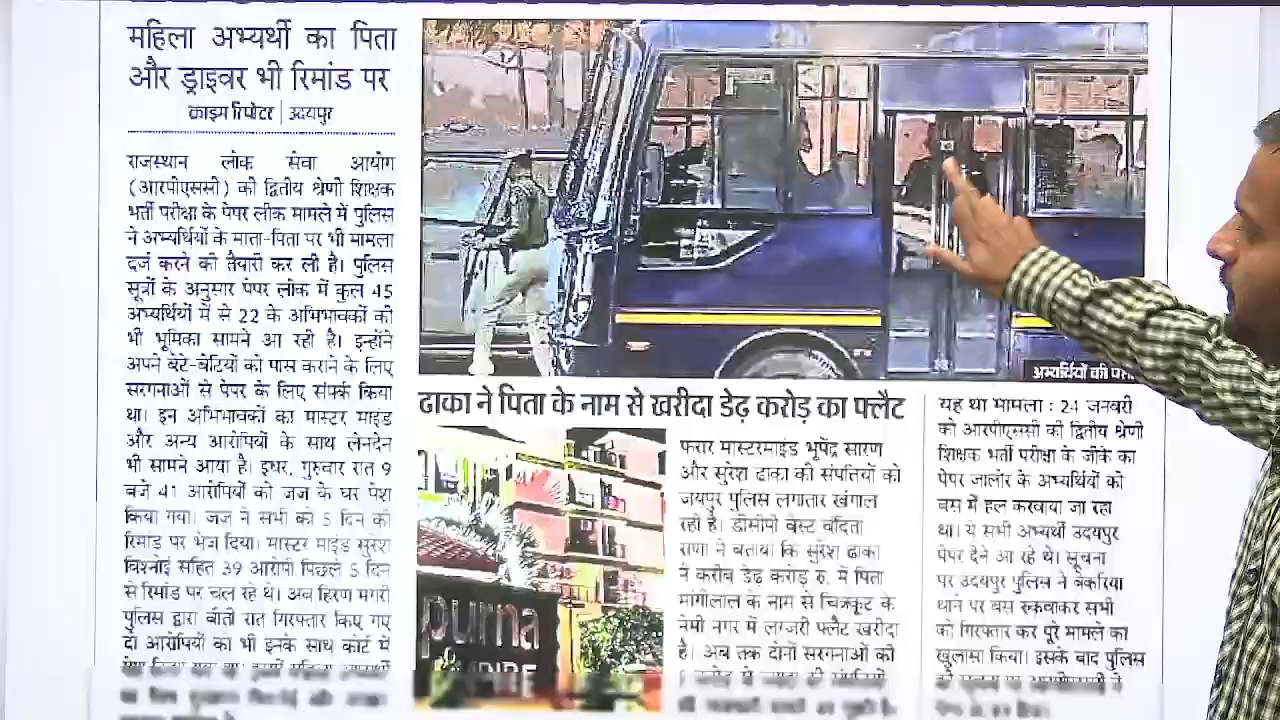 महिला अभ्यर्थी का पिता
और ड्राइवर भी रिमांड पर
क्राइम रिपोर्टर | उदयपुर
राजस्थान लोक सेवा आयोग
(आरपीएससी) की द्वितीय श्रेणी शिक्षक
भर्ती परीक्षा के पेपर लीक मामले में पुलिस
ने अभ्यर्थियों के माता-पिता पर भी मामला
दर्ज करने की तैयारी कर ली है। पुलिस
सूत्रों के अनुसार पेपर लीक में कुल 45
अभ्यर्थियों में से 22 के अभिभावकों की
भी भूमिका सामने आ रही है। इन्होंने
अपने बेटे-बेटियों को पास कराने के लिए
सरगनाओं से पेपर के लिए संपर्क किया
था। इन अभिभावकों का मास्टर माइंड
और अन्य आरोपियों के साथ लेनदेन
भी सामने आया है। इधर, गुरुवार रात 9
बजे 41 आरोपियों को जज के घर पेश
किया गया। जज ने सभी को 5 दिन की
रिमांड पर भेज दिया। मास्टर माइंड सुरेश
विश्नोई सहित 39 आरोपी पिछले 5 दिन
से रिमांड पर चल रहे थे। अब हिरण मगरी
पुलिस द्वारा बीती रात गिरफ्तार किए गए
दो आरोपियों को भी इनके साथ कोर्ट में
अभ्यर्थियों की
ढाका ने पिता के नाम से खरीदा डेढ़ करोड़ का फ्लैट
purna
फरार मास्टरमाइंड भूपेंद्र सारण
और सुरेश ढाका की संपतियों को
जयपुर पुलिस लगातार खंगाल
रही है। डीसीपी वेस्ट वंदिता
राणा ने बताया कि सुरेश ढाका
ने करीब डेढ़ करोड़ रु. में पिता
मांगीलाल के नाम से चित्रकूट के
नेमी नगर में लग्जरी फ्लैट खरीदा
है। अब तक दोनों सरगनाओं की
यह था मामला : 24 जनवरी
को आरपीएससी की द्वितीय श्रेणी
शिक्षक भर्ती परीक्षा के जीके का
पेपर जालोर के अभ्यर्थियों को
बस में हल करवाया जा रहा
था। ये सभी अभ्यर्थी उदयपुर
पेपर देने आ रहे थे। सूचना
पर उदयपुर पुलिस ने बेकरिया
थाने पर बस रुकवाकर सभी
को गिरफ्तार कर पूरे मामले का
खुलासा किया। इसके बाद पुलिस